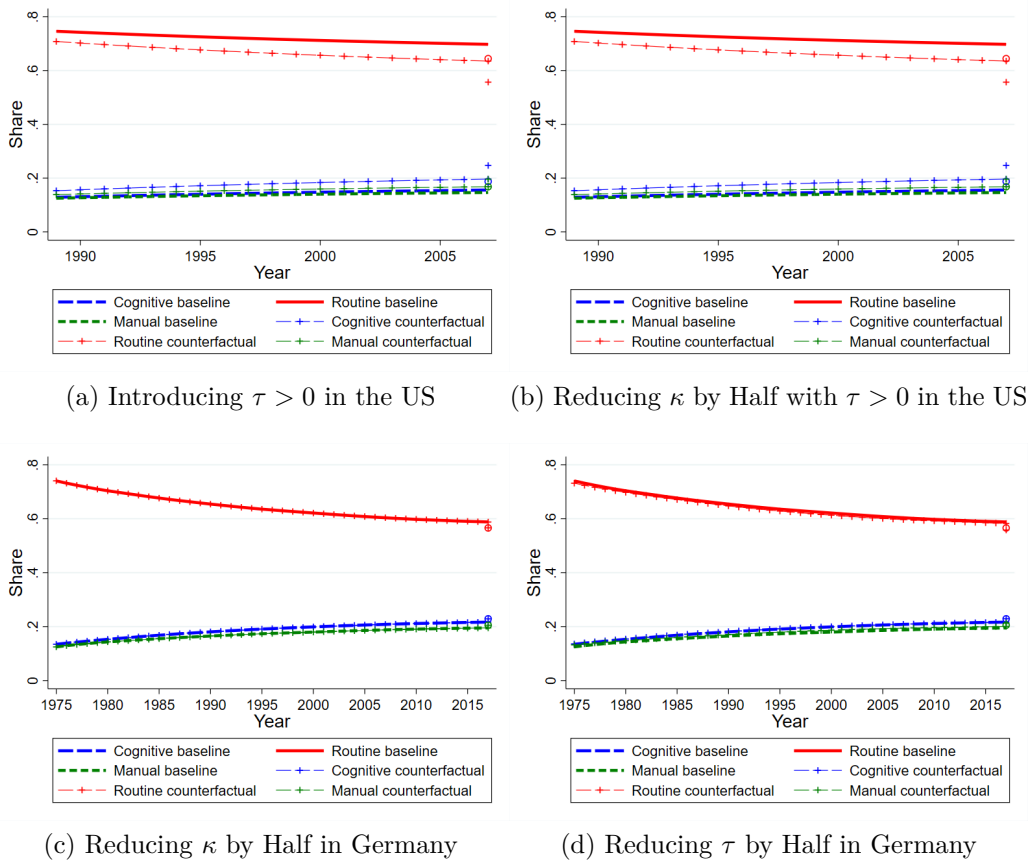 .8
.6
.4
.2
0
Share
1990 1995 2000 2005
Year
Cognitive baseline Routine baseline
Manual baseline Cognitive counterfactual
Routine counterfactual Manual counterfactual
(a) Introducing τ > 0 in the US
.8
.6
.4
.2
0
Share
1990 1995 2000 2005
Year
Cognitive baseline Routine baseline
Manual baseline Cognitive counterfactual
Routine counterfactual Manual counterfactual
(b) Reducing κ by Half with τ > 0 in the US
.8
.6
.4
.2
0
Share
1975 1980 1985 1990 1995 2000 2005 2010 2015
Year
Cognitive baseline Routine baseline
Manual baseline Cognitive counterfactual
Routine counterfactual Manual counterfactual
(c) Reducing κ by Half in Germany
.8
.6
.4
.2
0
Share
1975 1980 1985 1990 1995 2000 2005 2010 2015
Year
Cognitive baseline Routine baseline
Manual baseline Cognitive counterfactual
Routine counterfactual Manual counterfactual
(d) Reducing τ by Half in Germany